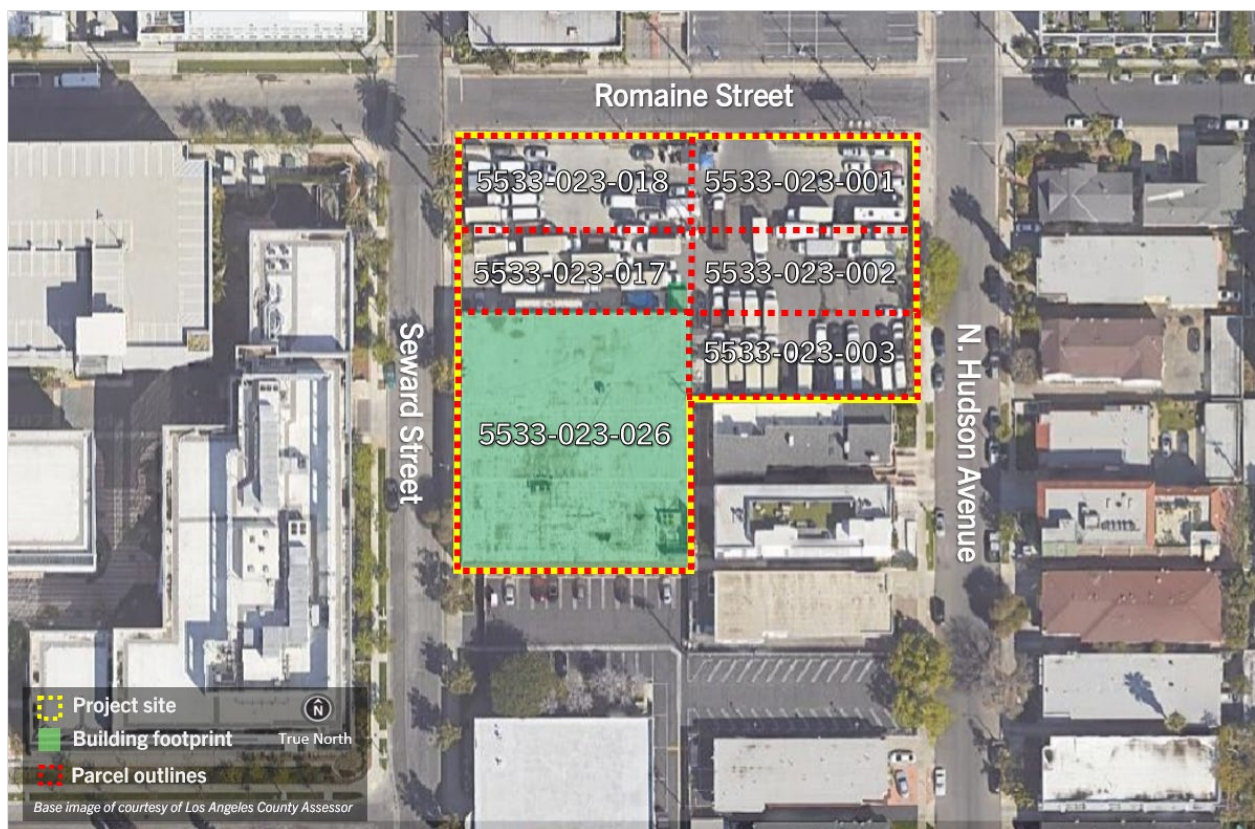 Romaine Street
5533-023-018
5533-023-001
5533-023-017
5533-023-002
Seward Street
5533-023-003
N. Hudson Avenue
5533-023-026
Project site
N
Building footprint
True North
Parcel outlines
Base image of courtesy of Los Angeles County Assessor